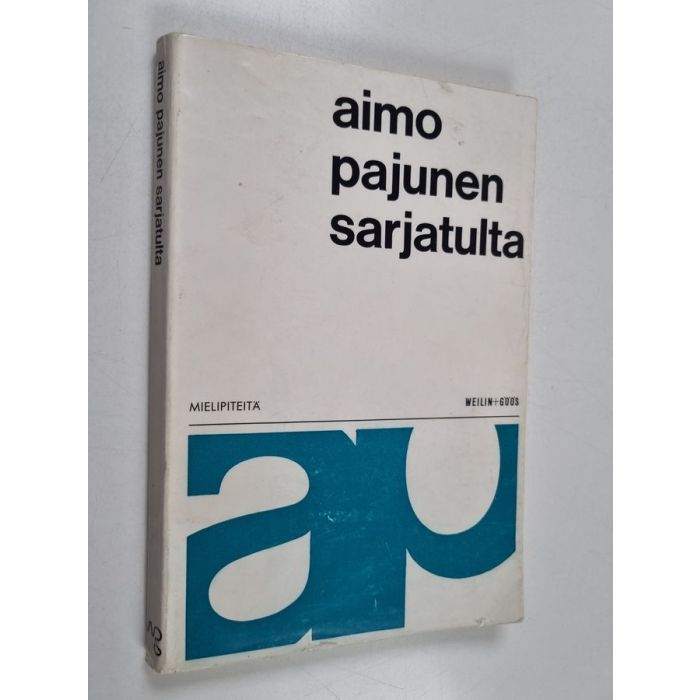 aimo pajunen sarjatulta
aimo
pajunen
sarjatulta
MIELIPITEITÄ
WEILIN+GÖÖS
ap